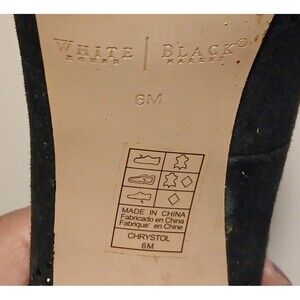 WHITE | BLACK
HOUSE MARKET
6M
MADE IN CHINA
Fabricado en China
Fabriqué en Chine
CHRYSTOL
6M